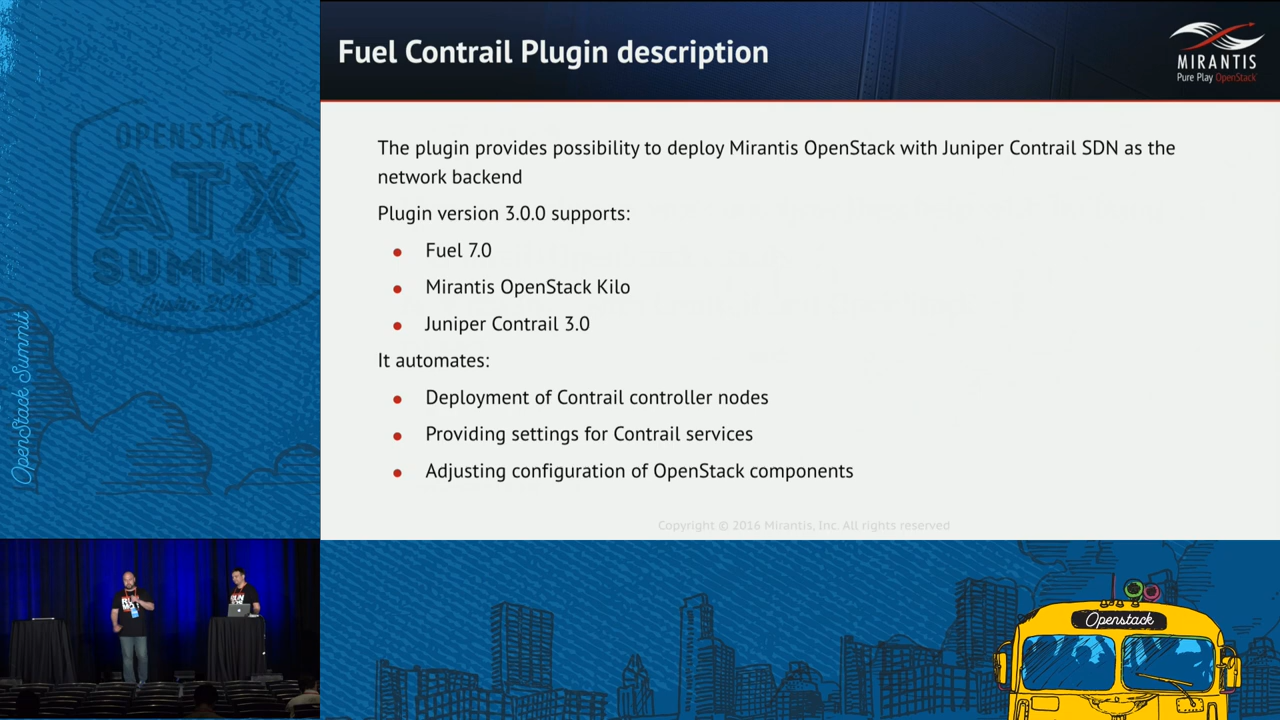 Fuel Contrail Plugin description
MIRANTIS
Pure Play OpenStack
The plugin provides possibility to deploy Mirantis OpenStack with Juniper Contrail SDN as the
network backend
Plugin version 3.0.0 supports:
Fuel 7.0
Mirantis OpenStack Kilo
Juniper Contrail 3.0
It automates:
Deployment of Contrail controller nodes
Providing settings for Contrail services
Adjusting configuration of OpenStack components
Copyright © 2016 Mirantis, Inc. All rights reserved
OPENSTACK
ATX
SUMMIT
Austin 2016
OpenStack Summit
Openstack